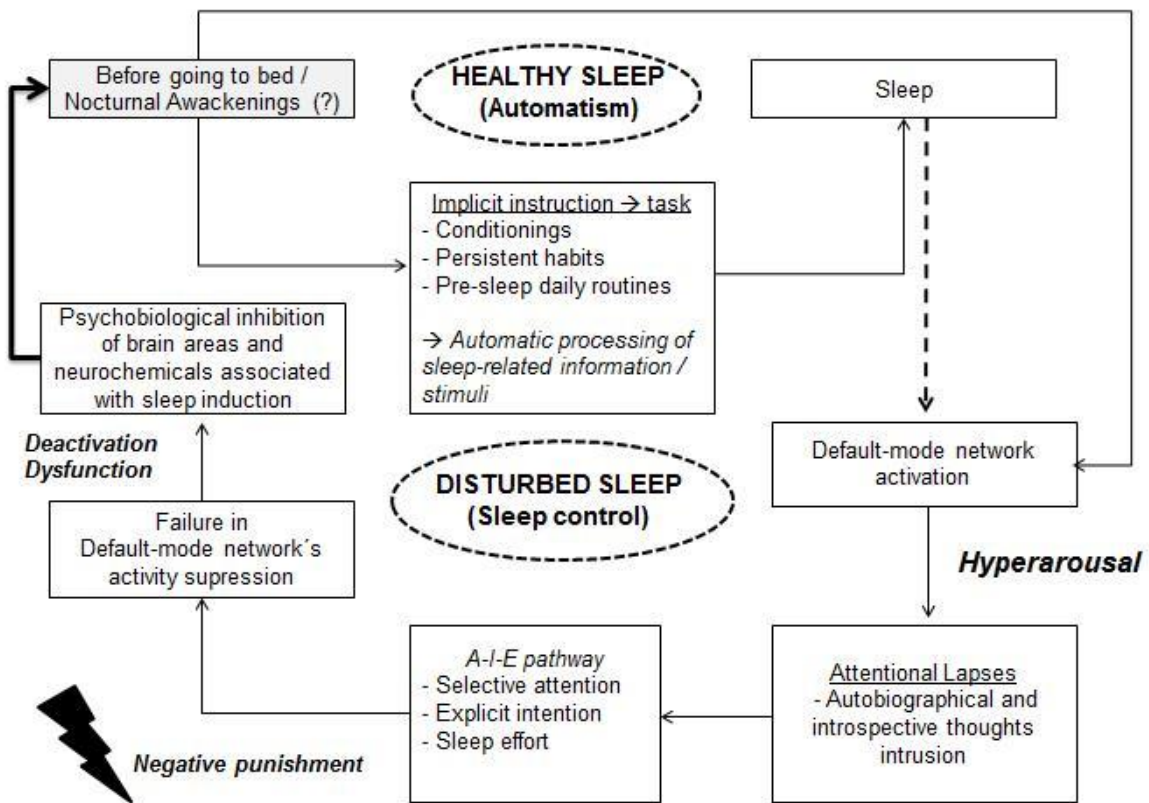 Before going to bed /
Nocturnal Awackenings (?)
HEALTHY SLEEP
(Automatism)
Sleep
Implicit instruction → task
- Conditionings
- Persistent habits
- Pre-sleep daily routines
→ Automatic processing of
sleep-related information /
stimuli
Psychobiological inhibition
of brain areas and
neurochemicals associated
with sleep induction
Deactivation
Dysfunction
DISTURBED SLEEP
(Sleep control)
Default-mode network
activation
Failure in
Default-mode network´s
activity supression
Hyperarousal
A-I-E pathway
- Selective attention
- Explicit intention
- Sleep effort
Attentional Lapses
- Autobiographical and
introspective thoughts
intrusion
Negative punishment